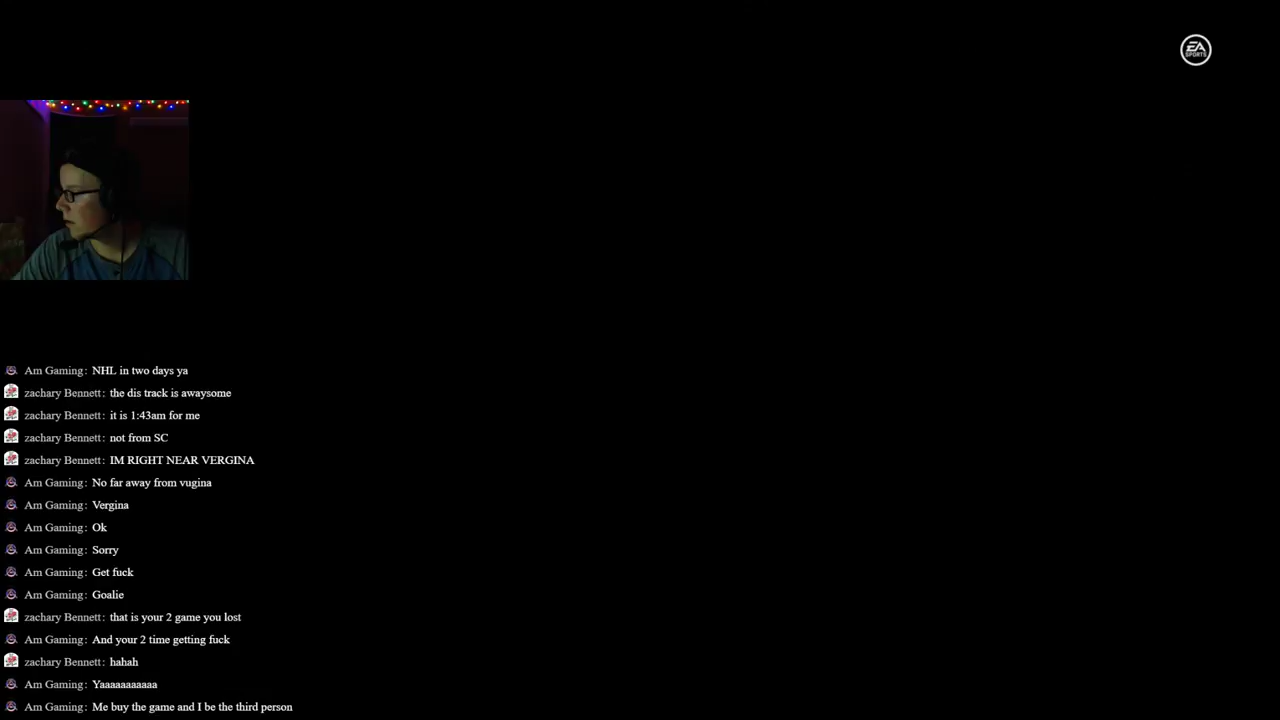 EA
SPORTS
Am Gaming: NHL in two days ya
zachary Bennett: the dis track is awaysome
zachary Bennett: it is 1:43am for me
zachary Bennett: not from SC
zachary Bennett: IM RIGHT NEAR VERGINA
Am Gaming: No far away from vugina
Am Gaming: Vergina
Am Gaming: Ok
Am Gaming: Sorry
Am Gaming: Get fuck
Am Gaming: Goalie
zachary Bennett: that is your 2 game you lost
Am Gaming: And your 2 time getting fuck
zachary Bennett: hahah
Am Gaming: Yaaaaaaaaaaa
Am Gaming: Me buy the game and I be the third person